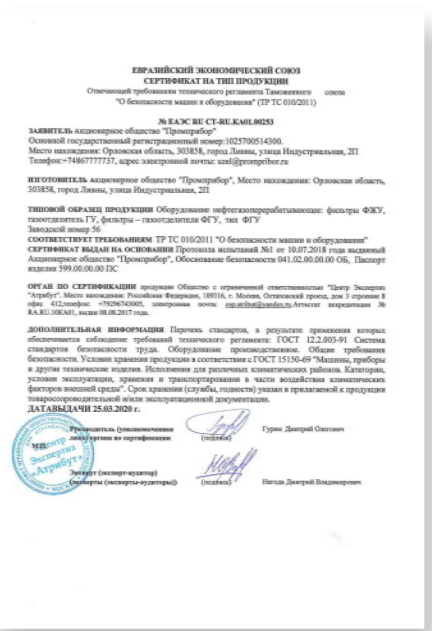 ЕВРАЗИЙСКИЙ ЭКОНОМИЧЕСКИЙ СОЮЗ
СЕРТИФИКАТ НА ТИП ПРОДУКЦИИ
Отвечающей требованиям технического регламента Таможенного союза
"О безопасности машин и оборудования" (ТР ТС 010/2011)
№ ЕАЭС RU СТ-RU.КА01.00253
ЗАЯВИТЕЛЬ Акционерное общество "Промприбор"
Основной государственный регистрационный номер:1025700514300.
Место нахождения: Орловская область, 303858, город Ливны, улица Индустриальная, 2П
Телефон:+74867777737, адрес электронной почты: uzel@prompribor.ru
ИЗГОТОВИТЕЛЬ Акционерное общество "Промприбор", Место нахождения: Орловская область,
303858, город Ливны, улица Индустриальная, 2П
ТИПОВОЙ ОБРАЗЕЦ ПРОДУКЦИИ Оборудование нефтегазоперерабатывающее: фильтры ФЖУ,
газоотделитель ГУ, фильтры – газоотделители ФГУ, тип ФГУ
Заводской номер 56
СООТВЕТСТВУЕТ ТРЕБОВАНИЯМ ТР ТС 010/2011 "О безопасности машин и оборудования"
СЕРТИФИКАТ ВЫДАН НА ОСНОВАНИИ Протокола испытаний №1 от 10.07.2018 года выданный
Акционерное общество "Промприбор", Обоснование безопасности 041.02.00.00.00 ОБ, Паспорт
изделия 599.00.00.00 ПС
ОРГАН ПО СЕРТИФИКАЦИИ продукции Общество с ограниченной ответственностью "Центр Экспертиз
"Атрибут". Место нахождения: Российская Федерация, 109316, г. Москва, Остаповский проезд, дом 3 строение 8
офис 412,телефон: +79296743005, электронная почта: osp.atribut@yandex.ru.Аттестат аккредитации №
RA.RU.10КА01, выдан 08.08.2017 года.
ДОПОЛНИТЕЛЬНАЯ ИНФОРМАЦИЯ Перечень стандартов, в результате применения которых
обеспечивается соблюдение требований технического регламента: ГОСТ 12.2.003-91 Система
стандартов безопасности труда. Оборудование производственное. Общие требования
безопасности. Условия хранения продукции в соответствии с ГОСТ 15150-69 "Машины, приборы
и другие технические изделия. Исполнения для различных климатических районов. Категории,
условия эксплуатации, хранения и транспортирования в части воздействия климатических
факторов внешней среды". Срок хранения (службы, годности) указан в прилагаемой к продукции
товаросопроводительной и/или эксплуатационной документации.
ДАТАВЫДАЧИ 25.03.2020 г.
Руководитель (уполномоченное Гурин Дмитрий Олегович
М.П. лицо) органа по сертификации (подпись)
Центр
Экспертиз
"Атрибут"
Эксперт (эксперт-аудитор)
(эксперты (эксперты-аудиторы)) (подпись) Негода Дмитрий Владимирович